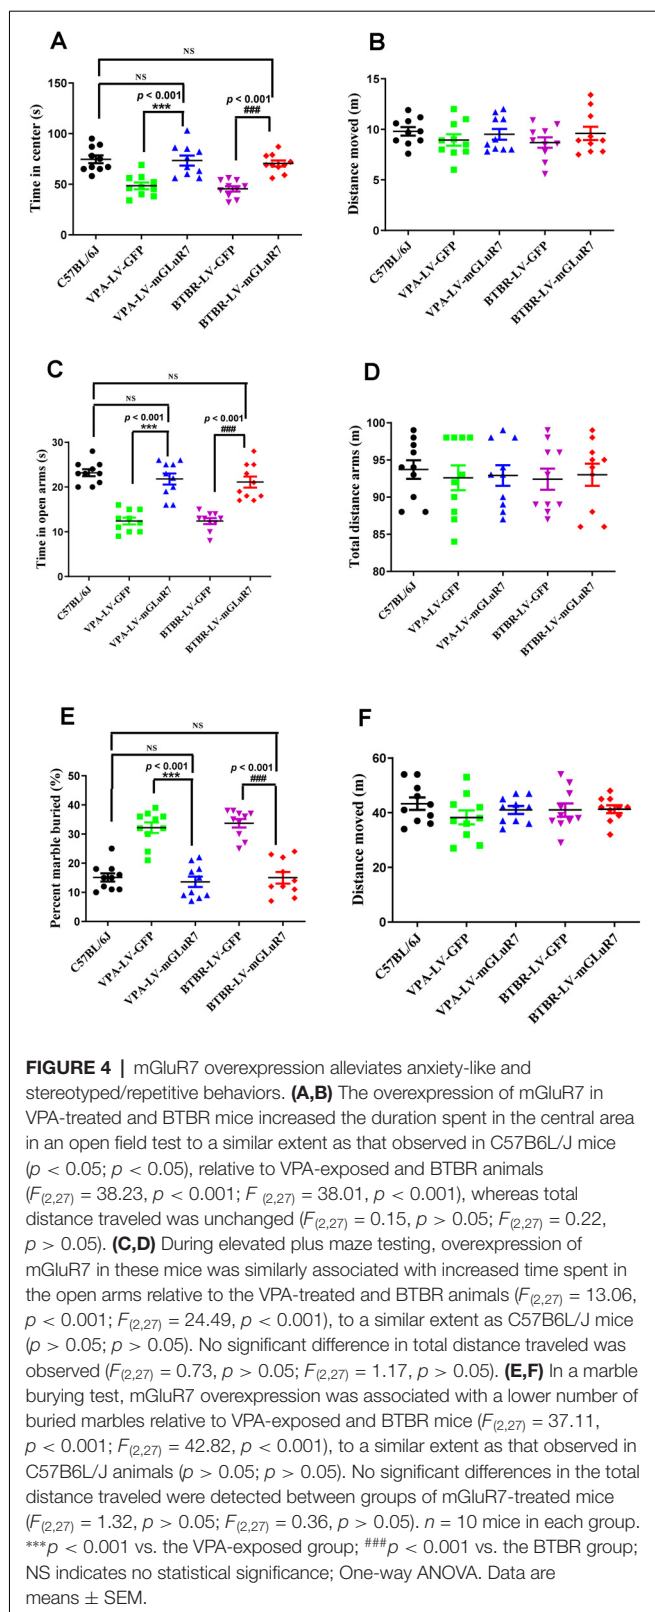 A
NS
NS
p < 0.001
***
p < 0.001
###
Time in center (s)
150
100
50
0
C57BL/6J
VPA-LV-GFP
VPA-LV-mGLuR7
BTBR-LV-GFP
BTBR-LV-mGLuR7
B
Distance moved (m)
15
10
5
0
C57BL/6J
VPA-LV-GFP
VPA-LV-mGLuR7
BTBR-LV-GFP
BTBR-LV-mGLuR7
C
NS
NS
p < 0.001
***
p < 0.001
###
Time in open arms (s)
30
20
10
0
C57BL/6J
VPA-LV-GFP
VPA-LV-mGLuR7
BTBR-LV-GFP
BTBR-LV-mGLuR7
D
Total distance arms (m)
100
95
90
85
80
C57BL/6J
VPA-LV-GFP
VPA-LV-mGLuR7
BTBR-LV-GFP
BTBR-LV-mGLuR7
E
NS
NS
p < 0.001
***
p < 0.001
###
Percent marble buried (%)
50
40
30
20
10
0
C57BL/6J
VPA-LV-GFP
VPA-LV-mGLuR7
BTBR-LV-GFP
BTBR-LV-mGLuR7
F
Distance moved (m)
60
40
20
0
C57BL/6J
VPA-LV-GFP
VPA-LV-mGLuR7
BTBR-LV-GFP
BTBR-LV-mGLuR7
FIGURE 4 | mGluR7 overexpression alleviates anxiety-like and
stereotyped/repetitive behaviors. (A,B) The overexpression of mGluR7 in
VPA-treated and BTBR mice increased the duration spent in the central area
in an open field test to a similar extent as that observed in C57B6L/J mice
(p < 0.05; p < 0.05), relative to VPA-exposed and BTBR animals
(F(2,27) = 38.23, p < 0.001; F (2,27) = 38.01, p < 0.001), whereas total
distance traveled was unchanged (F(2,27) = 0.15, p > 0.05; F(2,27) = 0.22,
p > 0.05). (C,D) During elevated plus maze testing, overexpression of
mGluR7 in these mice was similarly associated with increased time spent in
the open arms relative to the VPA-treated and BTBR animals (F(2,27) = 13.06,
p < 0.001; F(2,27) = 24.49, p < 0.001), to a similar extent as C57B6L/J mice
(p > 0.05; p > 0.05). No significant difference in total distance traveled was
observed (F(2,27) = 0.73, p > 0.05; F(2,27) = 1.17, p > 0.05). (E,F) In a marble
burying test, mGluR7 overexpression was associated with a lower number of
buried marbles relative to VPA-exposed and BTBR mice (F(2,27) = 37.11,
p < 0.001; F(2,27) = 42.82, p < 0.001), to a similar extent as that observed in
C57B6L/J animals (p > 0.05; p > 0.05). No significant differences in the total
distance traveled were detected between groups of mGluR7-treated mice
(F(2,27) = 1.32, p > 0.05; F(2,27) = 0.36, p > 0.05). n = 10 mice in each group.
***p < 0.001 vs. the VPA-exposed group; ###p < 0.001 vs. the BTBR group;
NS indicates no statistical significance; One-way ANOVA. Data are
means ± SEM.